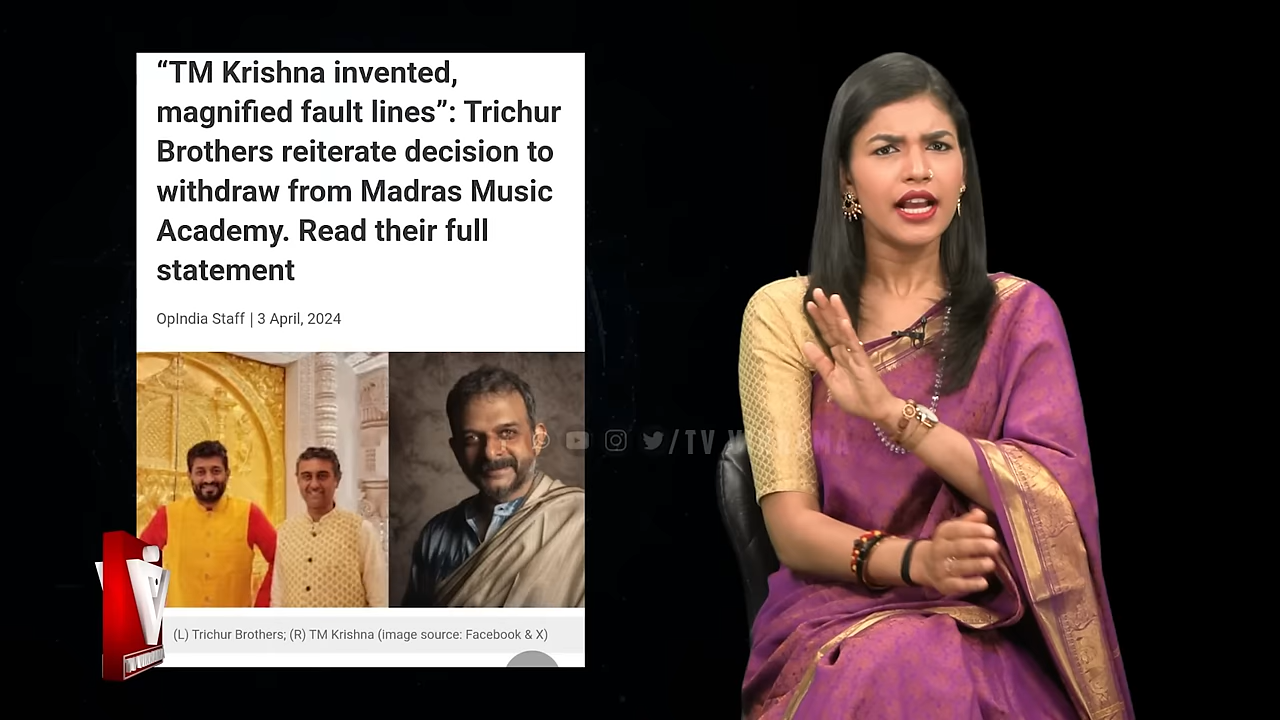 “TM Krishna invented,
magnified fault lines”: Trichur
Brothers reiterate decision to
withdraw from Madras Music
Academy. Read their full
statement
OpIndia Staff | 3 April, 2024
(L) Trichur Brothers; (R) TM Krishna (image source: Facebook & X)